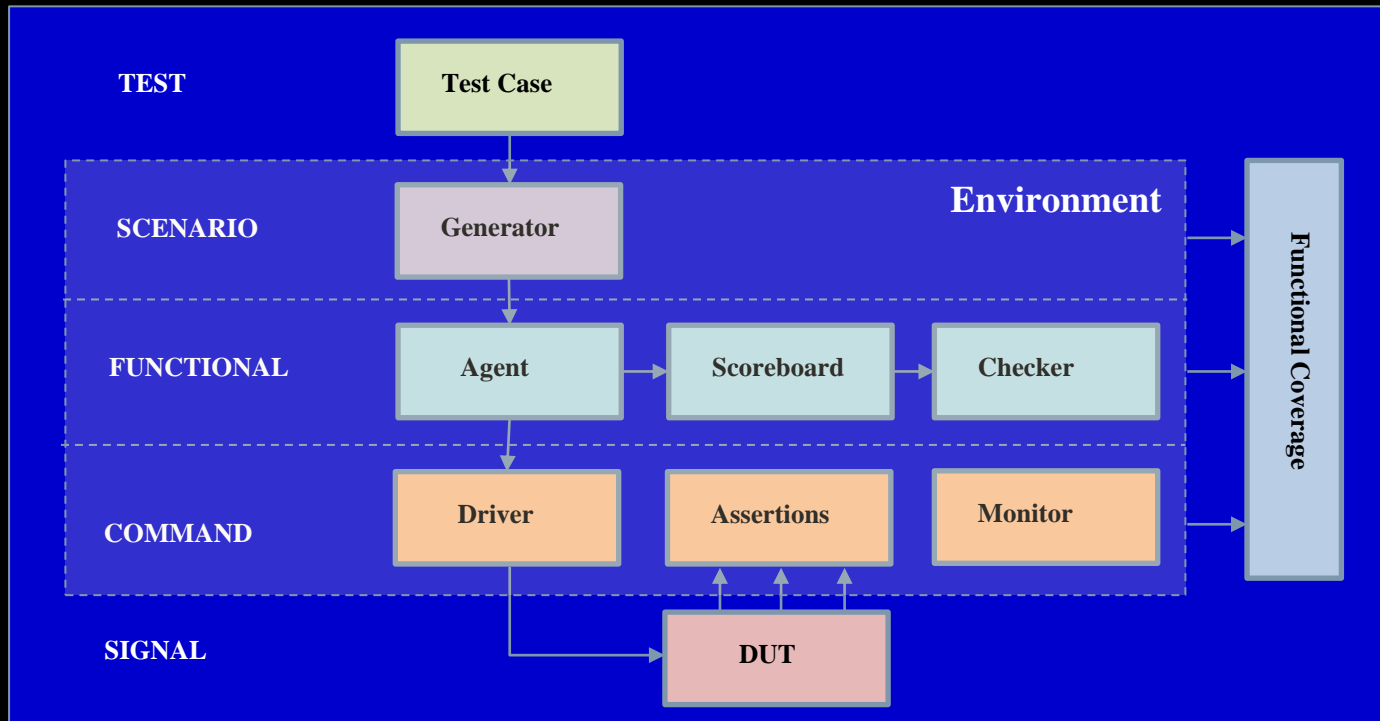 TEST
Test Case
Environment
SCENARIO
Generator
Functional Coverage
FUNCTIONAL
Agent
Scoreboard
Checker
COMMAND
Driver
Assertions
Monitor
SIGNAL
DUT